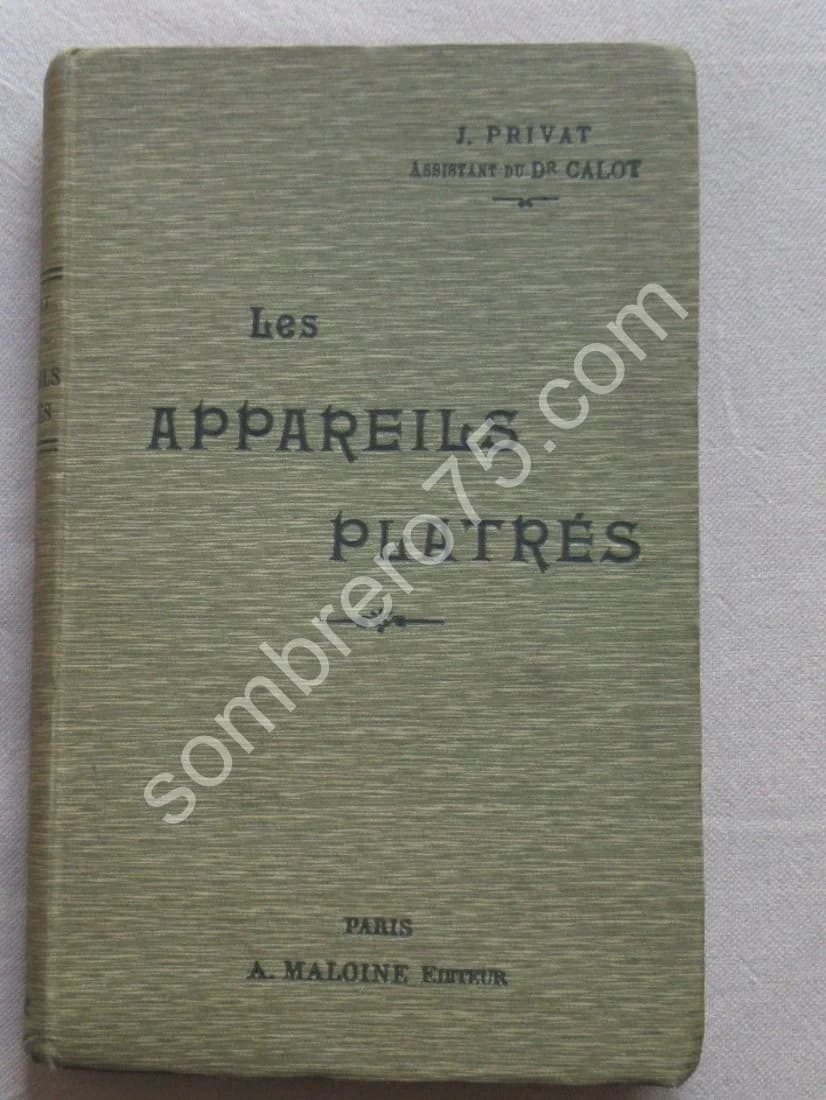 J. PRIVAT
ASSISTANT DU DR CALOT
Les
APPAREILS
PLATRÉS
PARIS
A. MALOINE EDITEUR
sombrero75.com